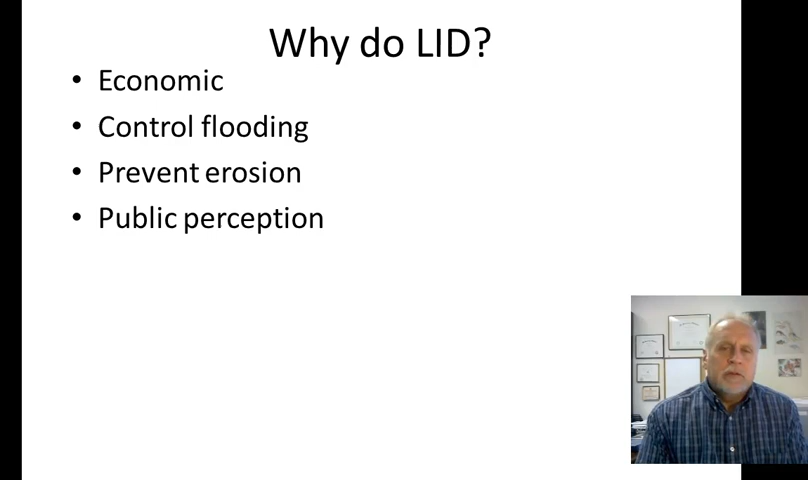 Why do LID?
• Economic
• Control flooding
• Prevent erosion
• Public perception